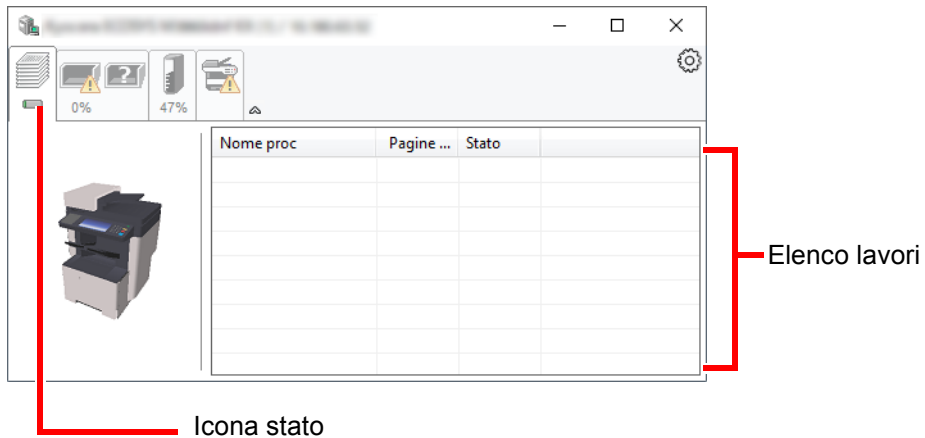 0%
47%
Nome proc
Pagine ...
Stato
Elenco lavori
Icona stato